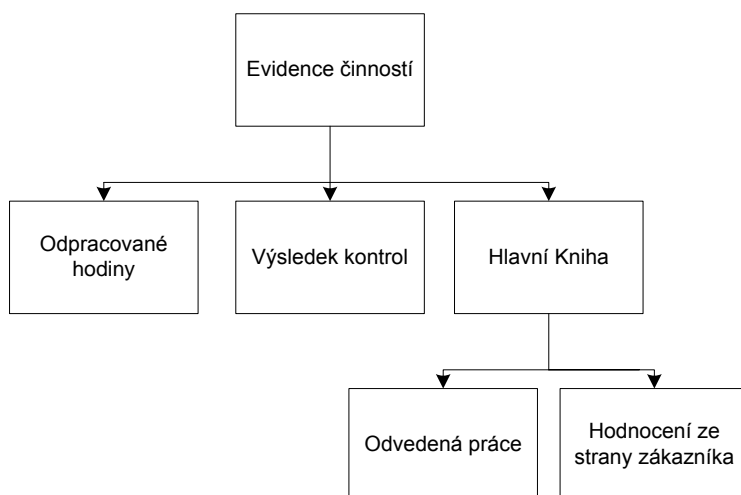 Evidence činností
Odpracované
hodiny
Výsledek kontrol
Hlavní Kniha
Odvedená práce
Hodnocení ze
strany zákazníka